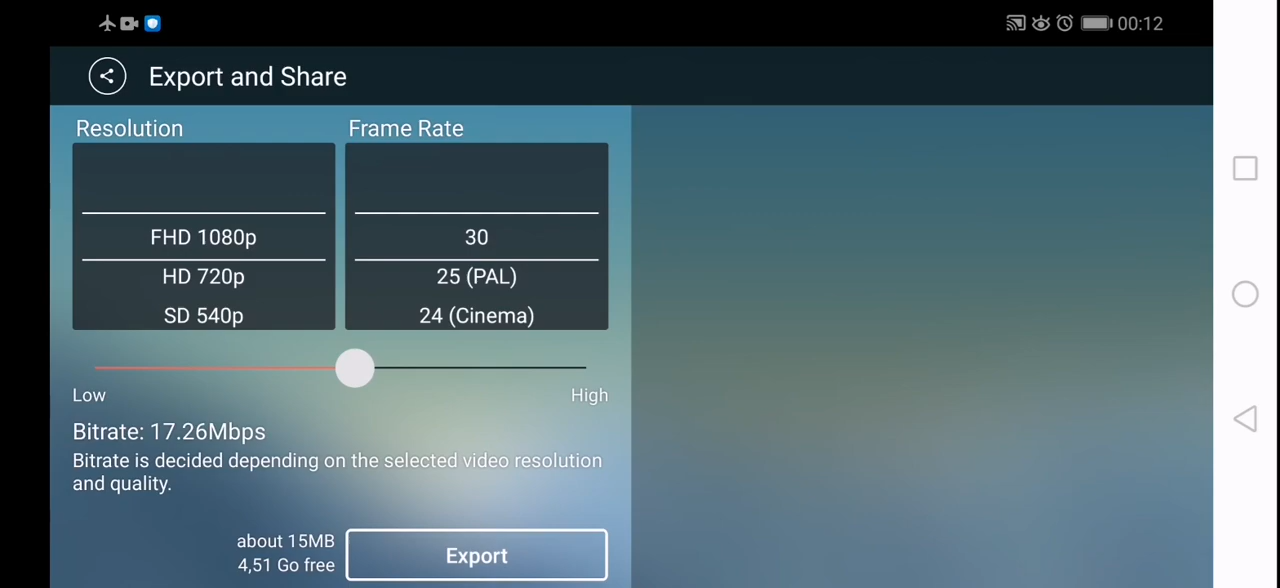 00:12
Export and Share
Resolution
Frame Rate
FHD 1080p
30
HD 720p
25 (PAL)
SD 540p
24 (Cinema)
Low
High
Bitrate: 17.26Mbps
Bitrate is decided depending on the selected video resolution
and quality.
about 15MB
4,51 Go free
Export